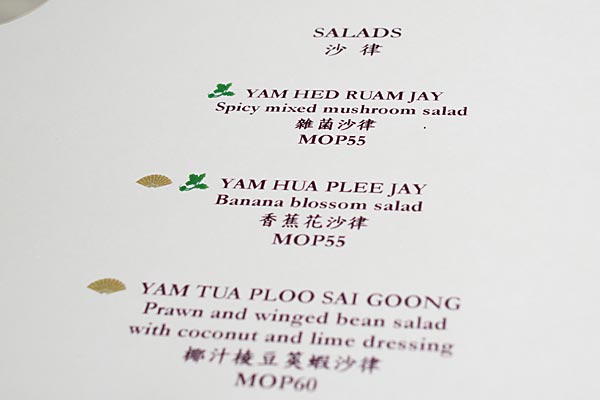 SALADS
沙 律
YAM HED RUAM JAY
Spicy mixed mushroom salad
雜菌沙律
MOP55
YAM HUA PLEE JAY
Banana blossom salad
香蕉花沙律
MOP55
YAM TUA PLOO SAI GOONG
Prawn and winged bean salad
with coconut and lime dressing
椰汁棱豆莢蝦沙律
MOP60